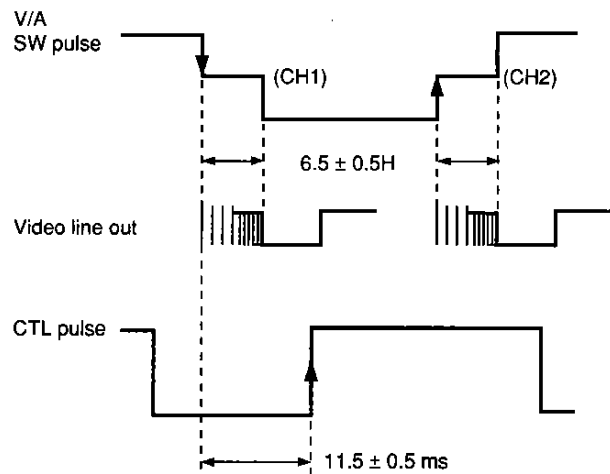 V/A
SW pulse
(CH1)
(CH2)
6.5 ± 0.5H
Video line out
CTL pulse
11.5 ± 0.5 ms